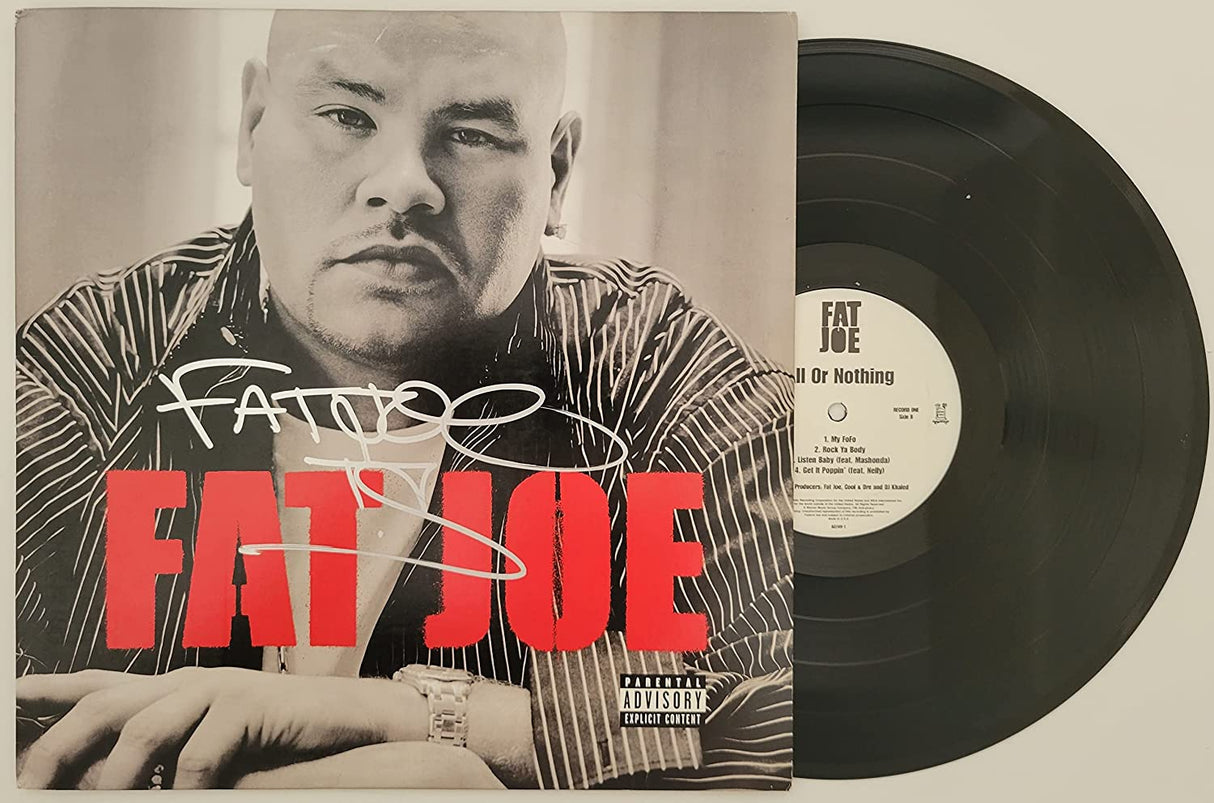 FAT JOE
TS
FAT JOE
PARENTAL
ADVISORY
EXPLICIT CONTENT
FAT
JOE
ll Or Nothing
RECORD ONE
Side B
1. My FoFo
2. Rock Ya Body
. Listen Baby (feat. Mashonda)
4. Get It Poppin' (feat. Nelly)
Producers: Fat Joe, Cool & Dre and DJ Khaled